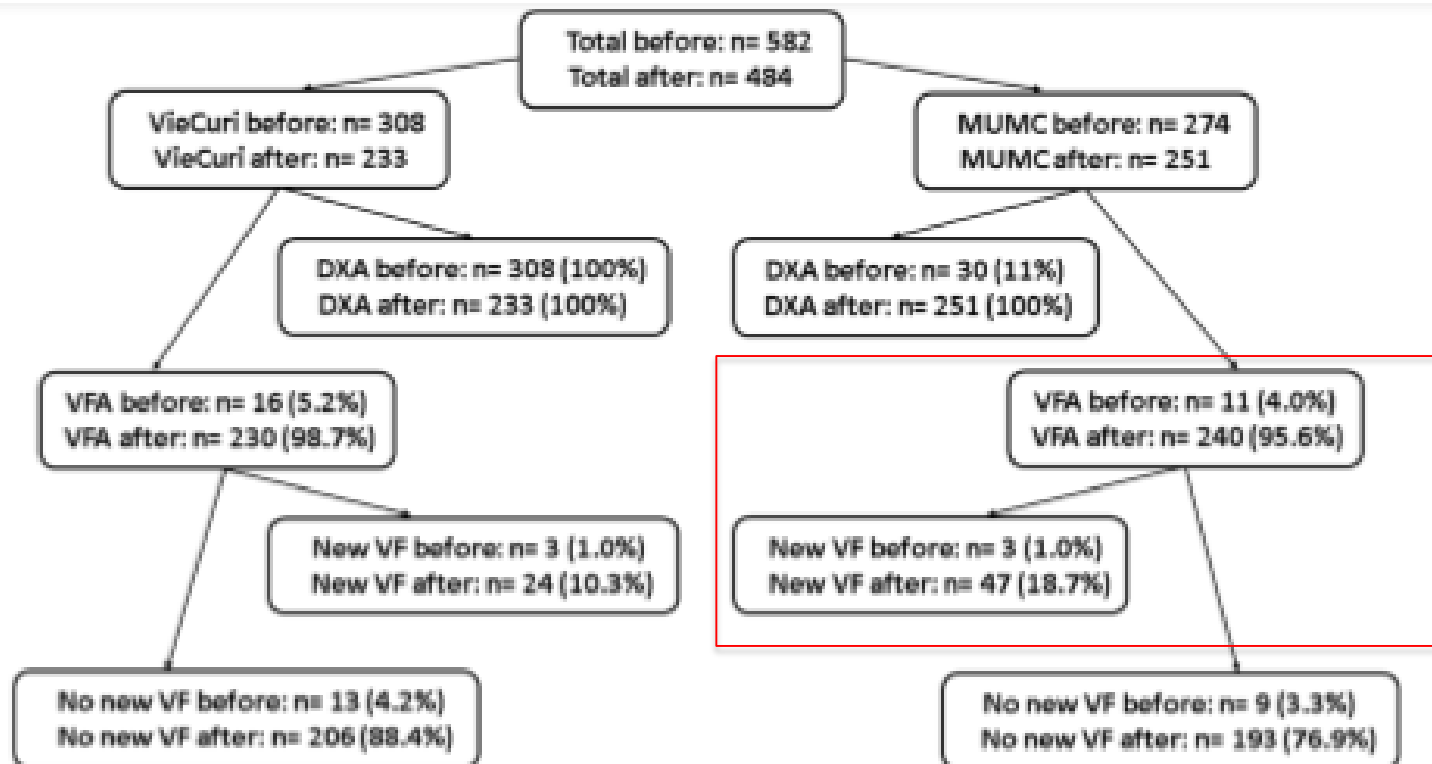 Total before: n= 582
Total after: n= 484
VieCuri before: n= 308
VieCuri after: n= 233
MUMC before: n= 274
MUMC after: n= 251
DXA before: n= 308 (100%)
DXA after: n= 233 (100%)
DXA before: n= 30 (11%)
DXA after: n= 251 (100%)
VFA before: n= 16 (5.2%)
VFA after: n= 230 (98.7%)
VFA before: n= 11 (4.0%)
VFA after: n= 240 (95.6%)
New VF before: n= 3 (1.0%)
New VF after: n= 24 (10.3%)
New VF before: n= 3 (1.0%)
New VF after: n= 47 (18.7%)
No new VF before: n= 13 (4.2%)
No new VF after: n= 206 (88.4%)
No new VF before: n= 9 (3.3%)
No new VF after: n= 193 (76.9%)